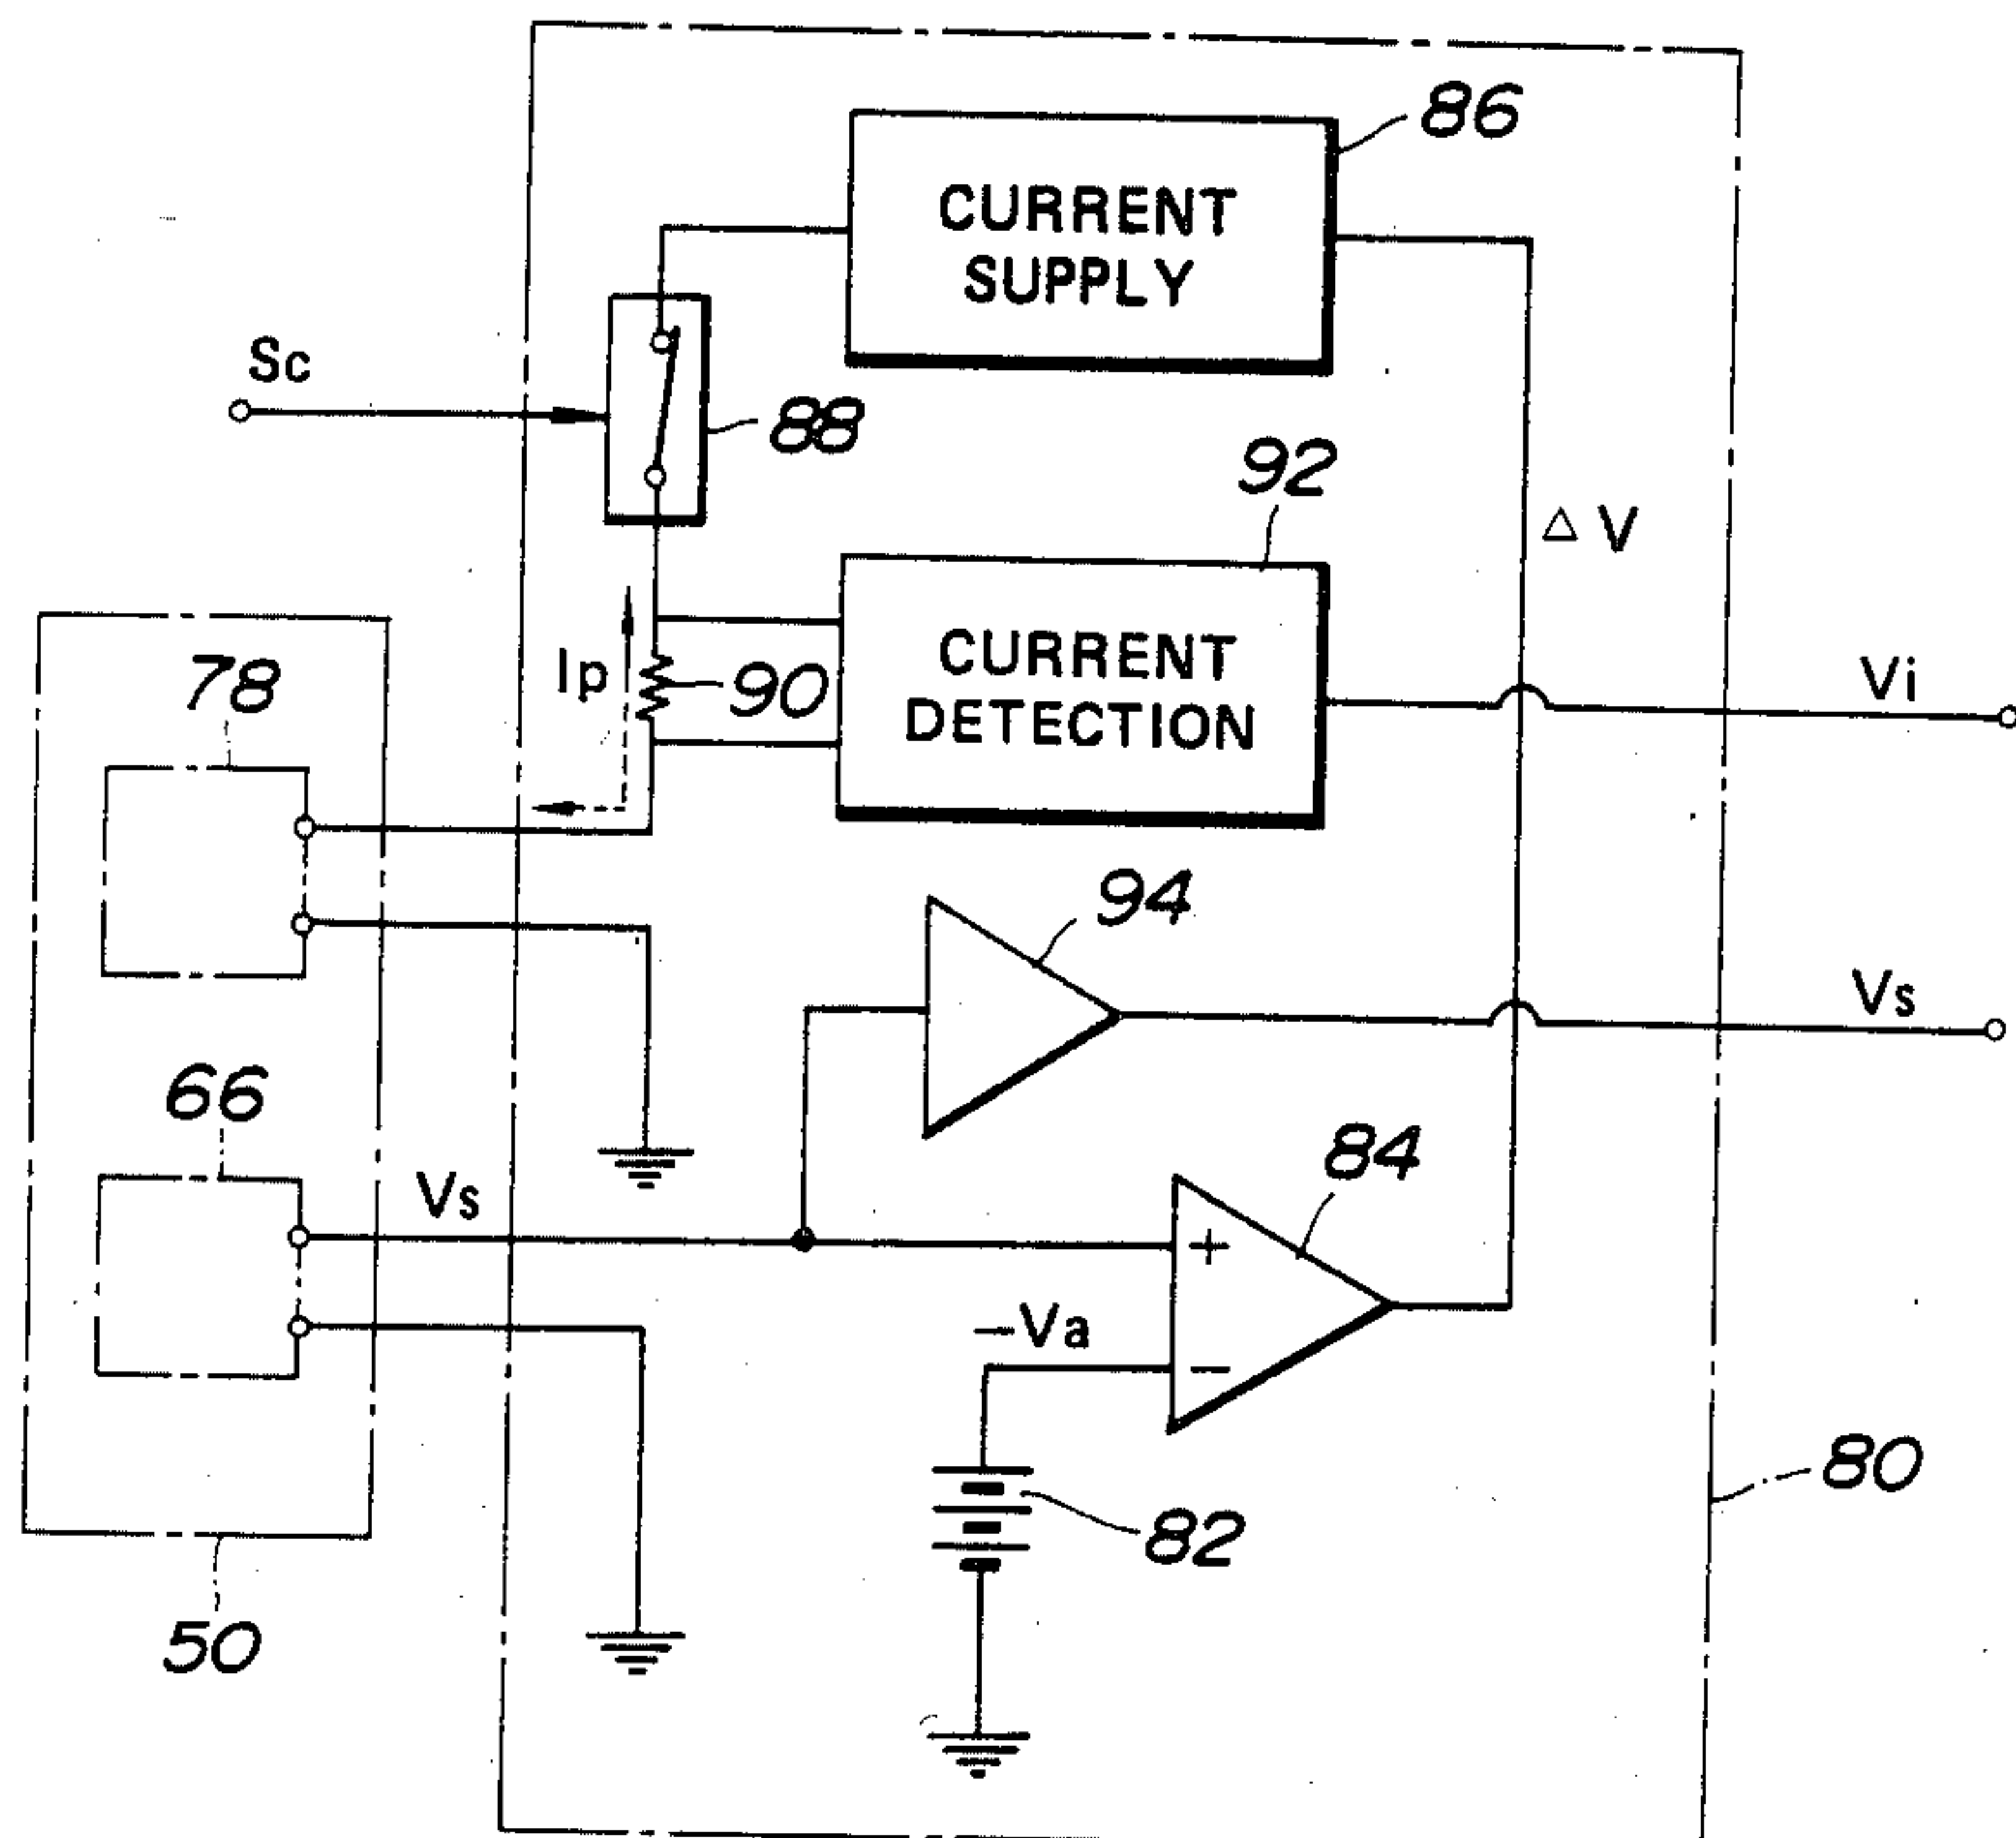 86
CURRENT
SUPPLY
Sc
88
92
△ V
78
Ip
90
CURRENT
DETECTION
Vi
94
Vs
66
Vs
84
+
−Va
−
80
82
50